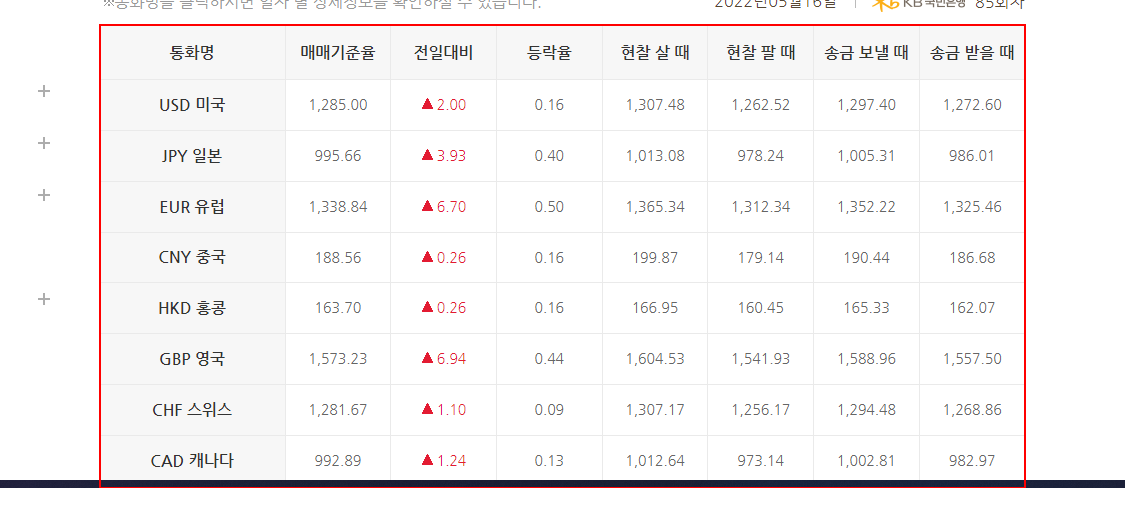 ※통화명을 클릭하시면 일자 별 상세정보를 확인하실 수 있습니다. 2022년05월16일 KB국민은행 85회차
통화명 매매기준율 전일대비 등락율 현찰 살 때 현찰 팔 때 송금 보낼 때 송금 받을 때
USD 미국 1,285.00 ▲2.00 0.16 1,307.48 1,262.52 1,297.40 1,272.60
JPY 일본 995.66 ▲3.93 0.40 1,013.08 978.24 1,005.31 986.01
EUR 유럽 1,338.84 ▲6.70 0.50 1,365.34 1,312.34 1,352.22 1,325.46
CNY 중국 188.56 ▲0.26 0.16 199.87 179.14 190.44 186.68
HKD 홍콩 163.70 ▲0.26 0.16 166.95 160.45 165.33 162.07
GBP 영국 1,573.23 ▲6.94 0.44 1,604.53 1,541.93 1,588.96 1,557.50
CHF 스위스 1,281.67 ▲1.10 0.09 1,307.17 1,256.17 1,294.48 1,268.86
CAD 캐나다 992.89 ▲1.24 0.13 1,012.64 973.14 1,002.81 982.97